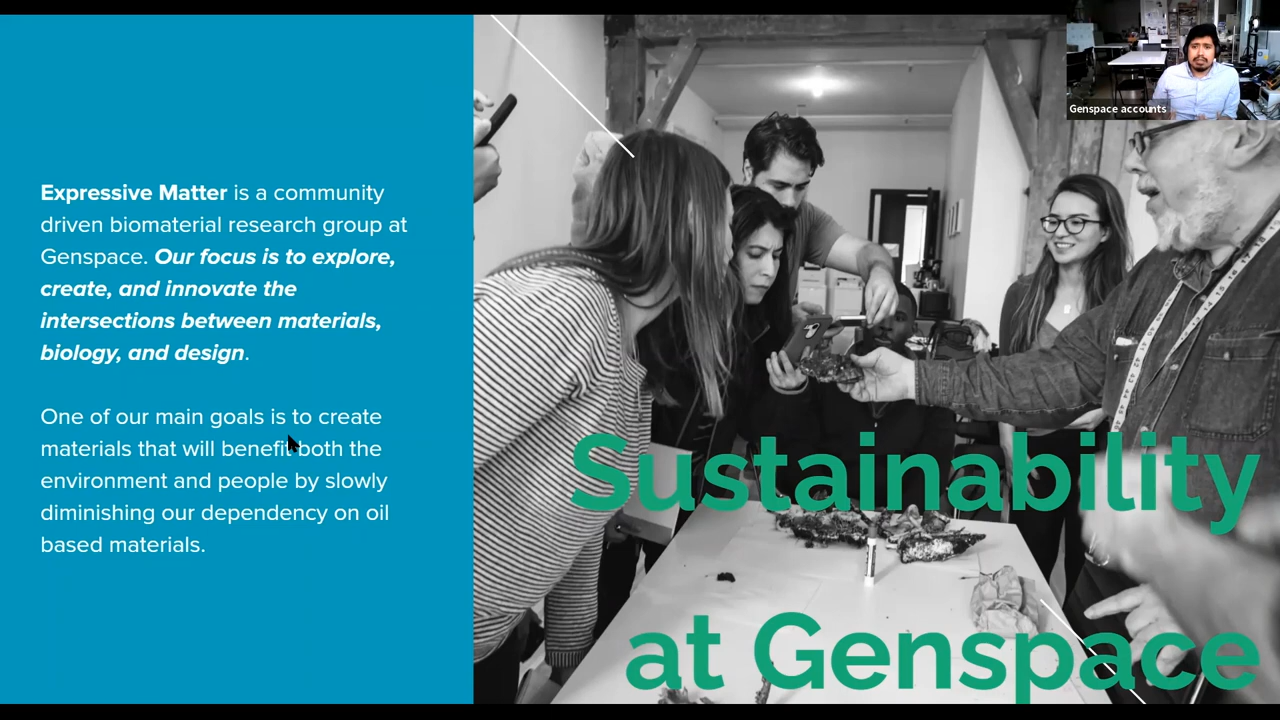 Genspace accounts
Expressive Matter is a community
driven biomaterial research group at
Genspace. Our focus is to explore,
create, and innovate the
intersections between materials,
biology, and design.
One of our main goals is to create
materials that will benefit both the
environment and people by slowly
diminishing our dependency on oil
based materials.
Sustainability
at Genspace